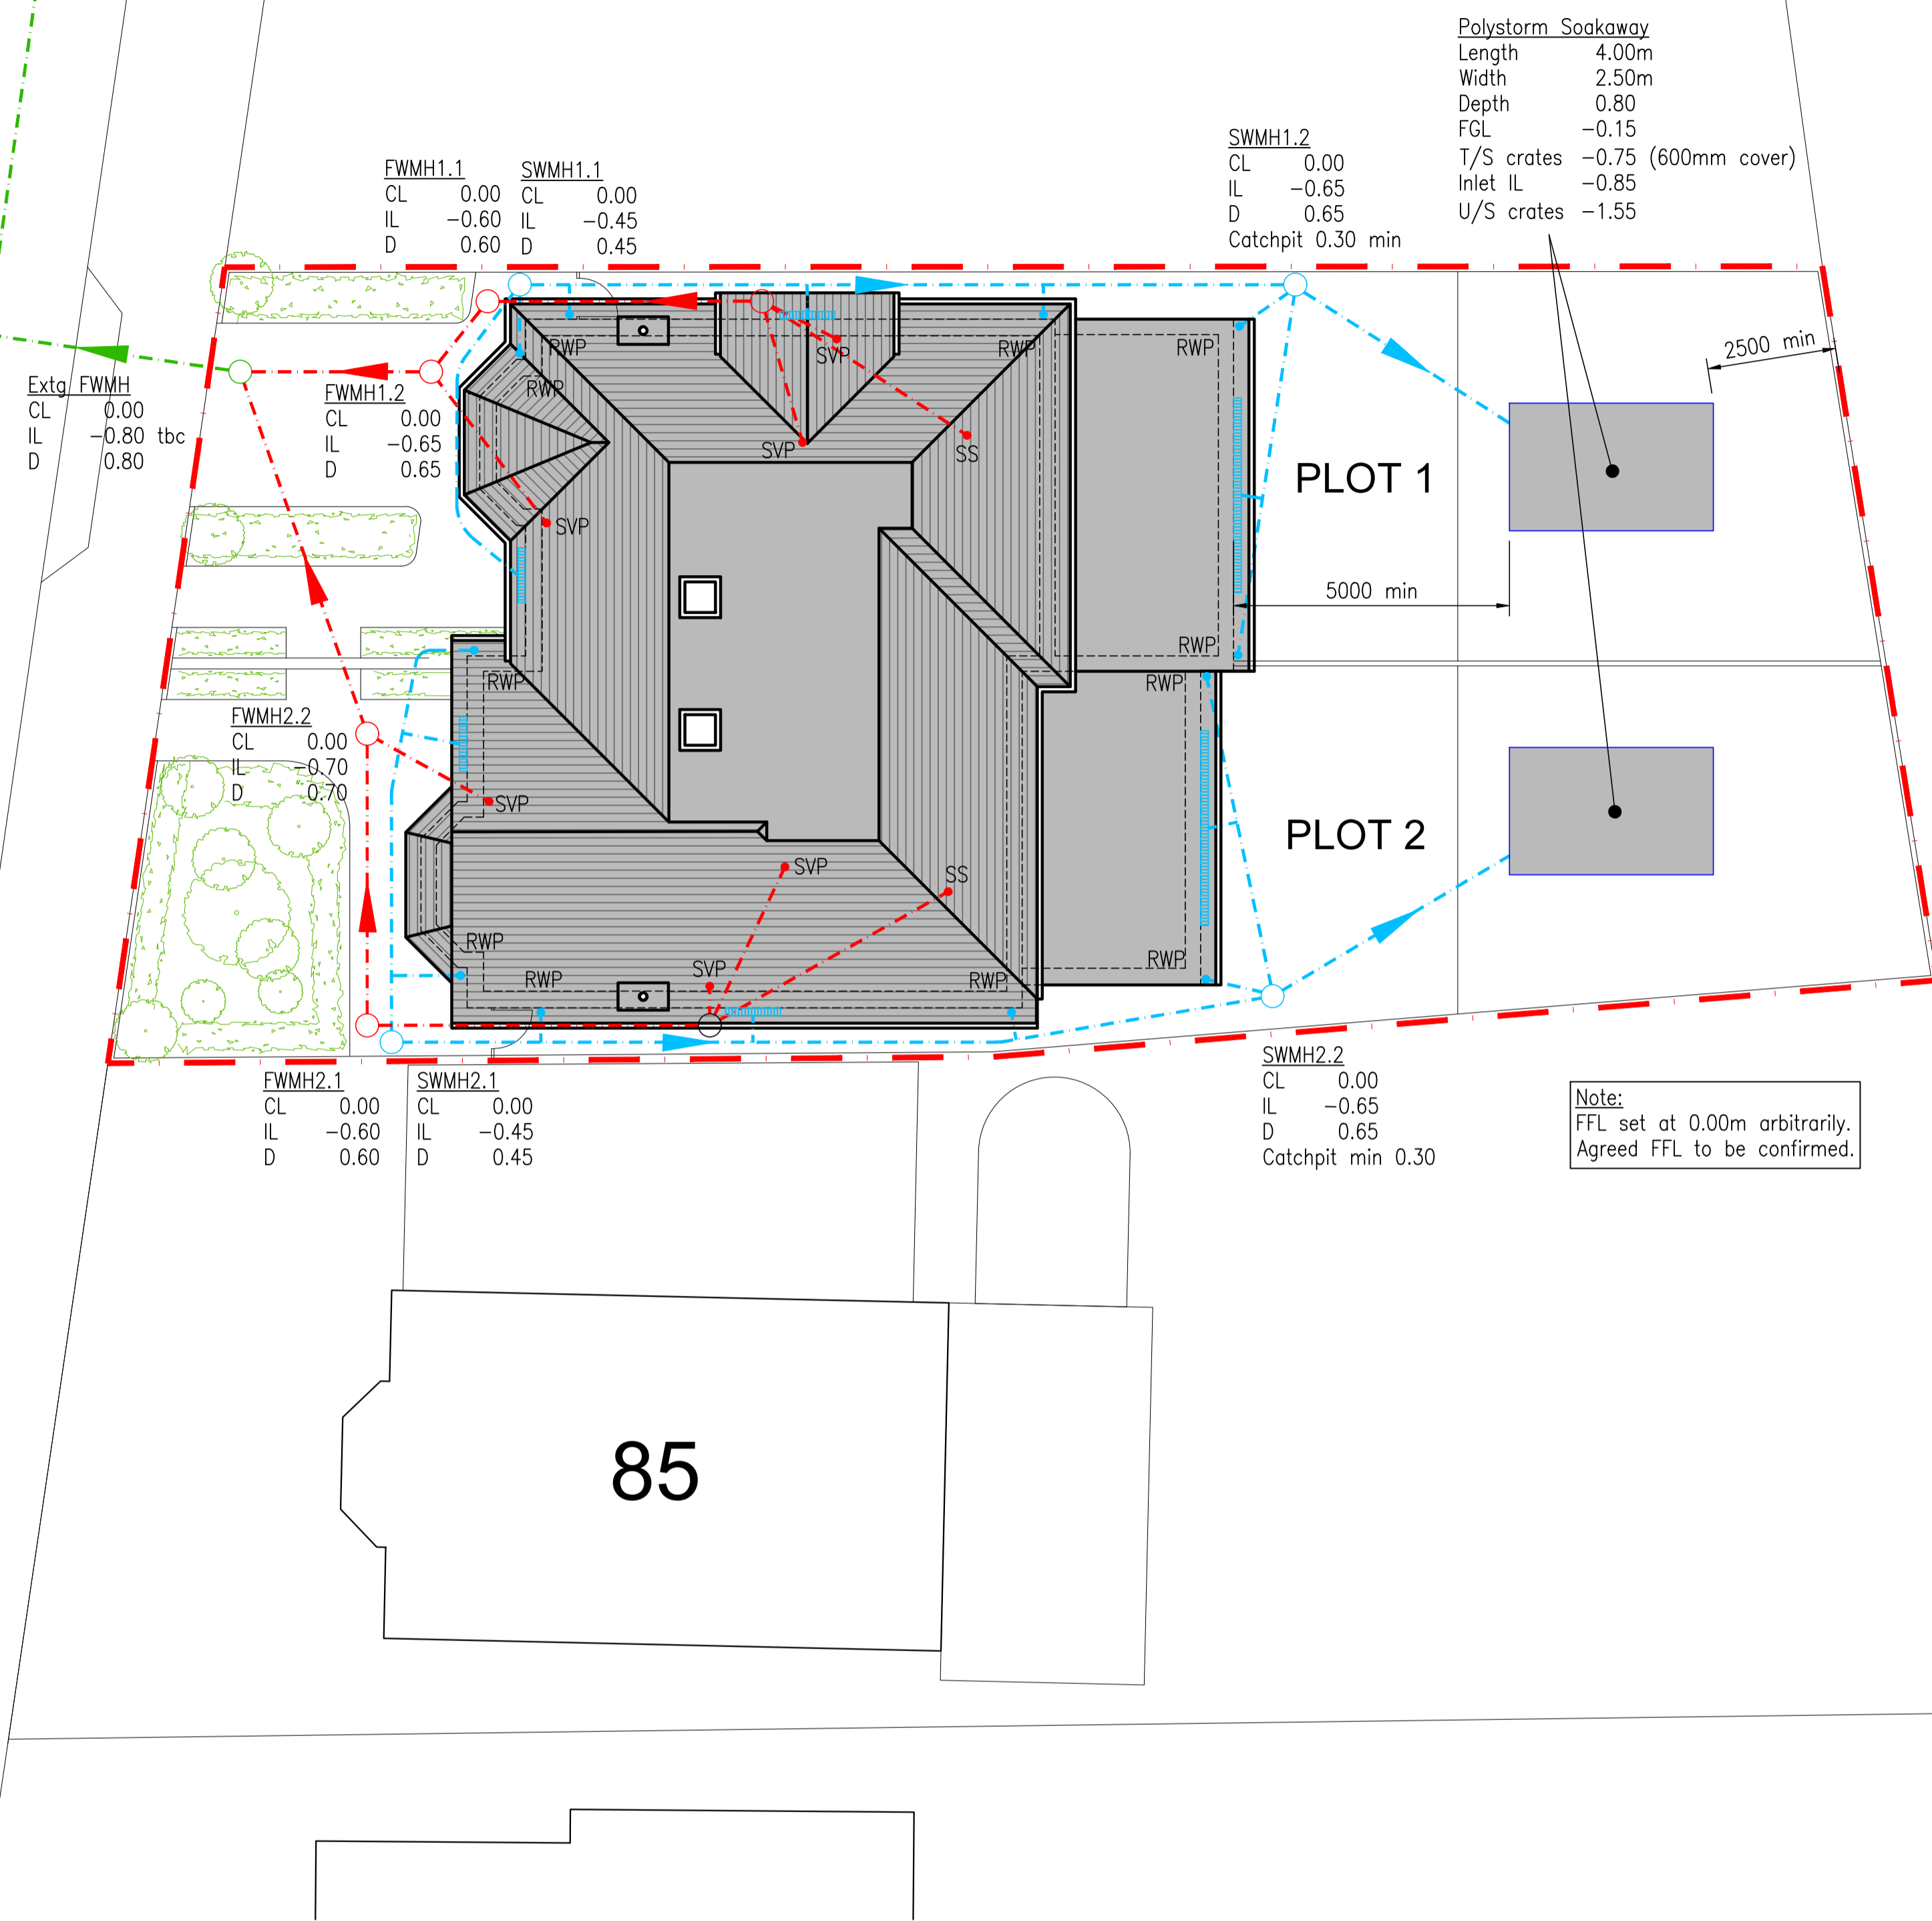 Polystorm Soakaway
Length 4.00m
Width 2.50m
Depth 0.80
FGL -0.15
T/S crates -0.75 (600mm cover)
Inlet IL -0.85
U/S crates -1.55
SWMH1.2
CL 0.00
IL -0.65
D 0.65
Catchpit 0.30 min
FWMH1.1
CL 0.00
IL -0.60
D 0.60
SWMH1.1
CL 0.00
IL -0.45
D 0.45
2500 min
RWP
RWP
RWP
RWP
SVP
SVP
SS
SVP
Extg FWMH
CL 0.00
IL -0.80 tbc
D 0.80
FWMH1.2
CL 0.00
IL -0.65
D 0.65
PLOT 1
5000 min
RWP
RWP
RWP
FWMH2.2
CL 0.00
IL -0.70
D 0.70
SVP
PLOT 2
SVP
SS
RWP
RWP
SVP
RWP
RWP
FWMH2.1
CL 0.00
IL -0.60
D 0.60
SWMH2.1
CL 0.00
IL -0.45
D 0.45
SWMH2.2
CL 0.00
IL -0.65
D 0.65
Catchpit min 0.30
Note:
FFL set at 0.00m arbitrarily.
Agreed FFL to be confirmed.
85